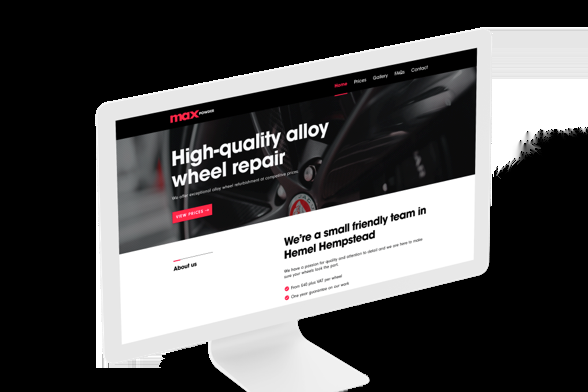 max POWDER
Home Prices Gallery FAQs Contact
High-quality alloy
wheel repair
We offer exceptional alloy wheel refurbishment at competitive prices.
VIEW PRICES →
About us
We're a small friendly team in
Hemel Hempstead
We have a passion for quality and attention to detail and we are here to make
sure your wheels look the part.
From £45 plus VAT per wheel
One year guarantee on our work